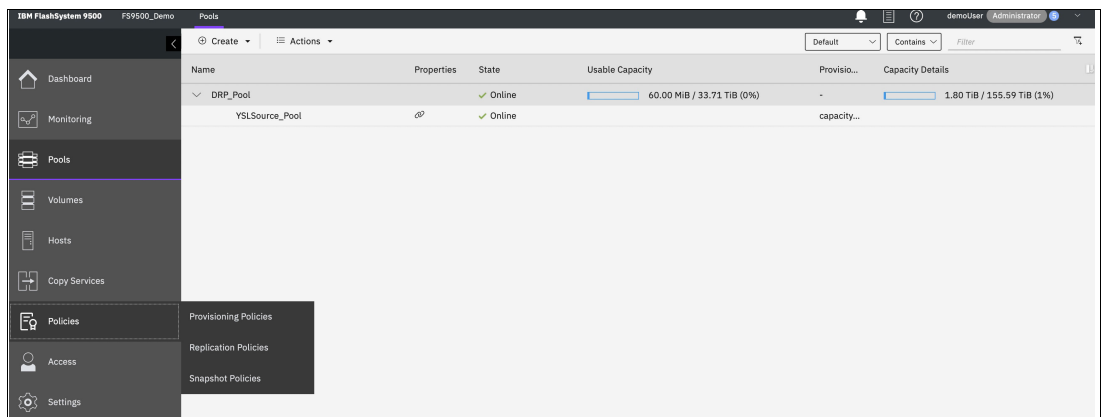 IBM FlashSystem 9500 FS9500_Demo Pools demoUser Administrator 5
Create Actions Default Contains Filter
Name Properties State Usable Capacity Provisio... Capacity Details
DRP_Pool Online 60.00 MiB / 33.71 TiB (0%) - 1.80 TiB / 155.59 TiB (1%)
YSLSource_Pool Online capacity...
Dashboard
Monitoring
Pools
Volumes
Hosts
Copy Services
Policies
Provisioning Policies
Replication Policies
Snapshot Policies
Access
Settings